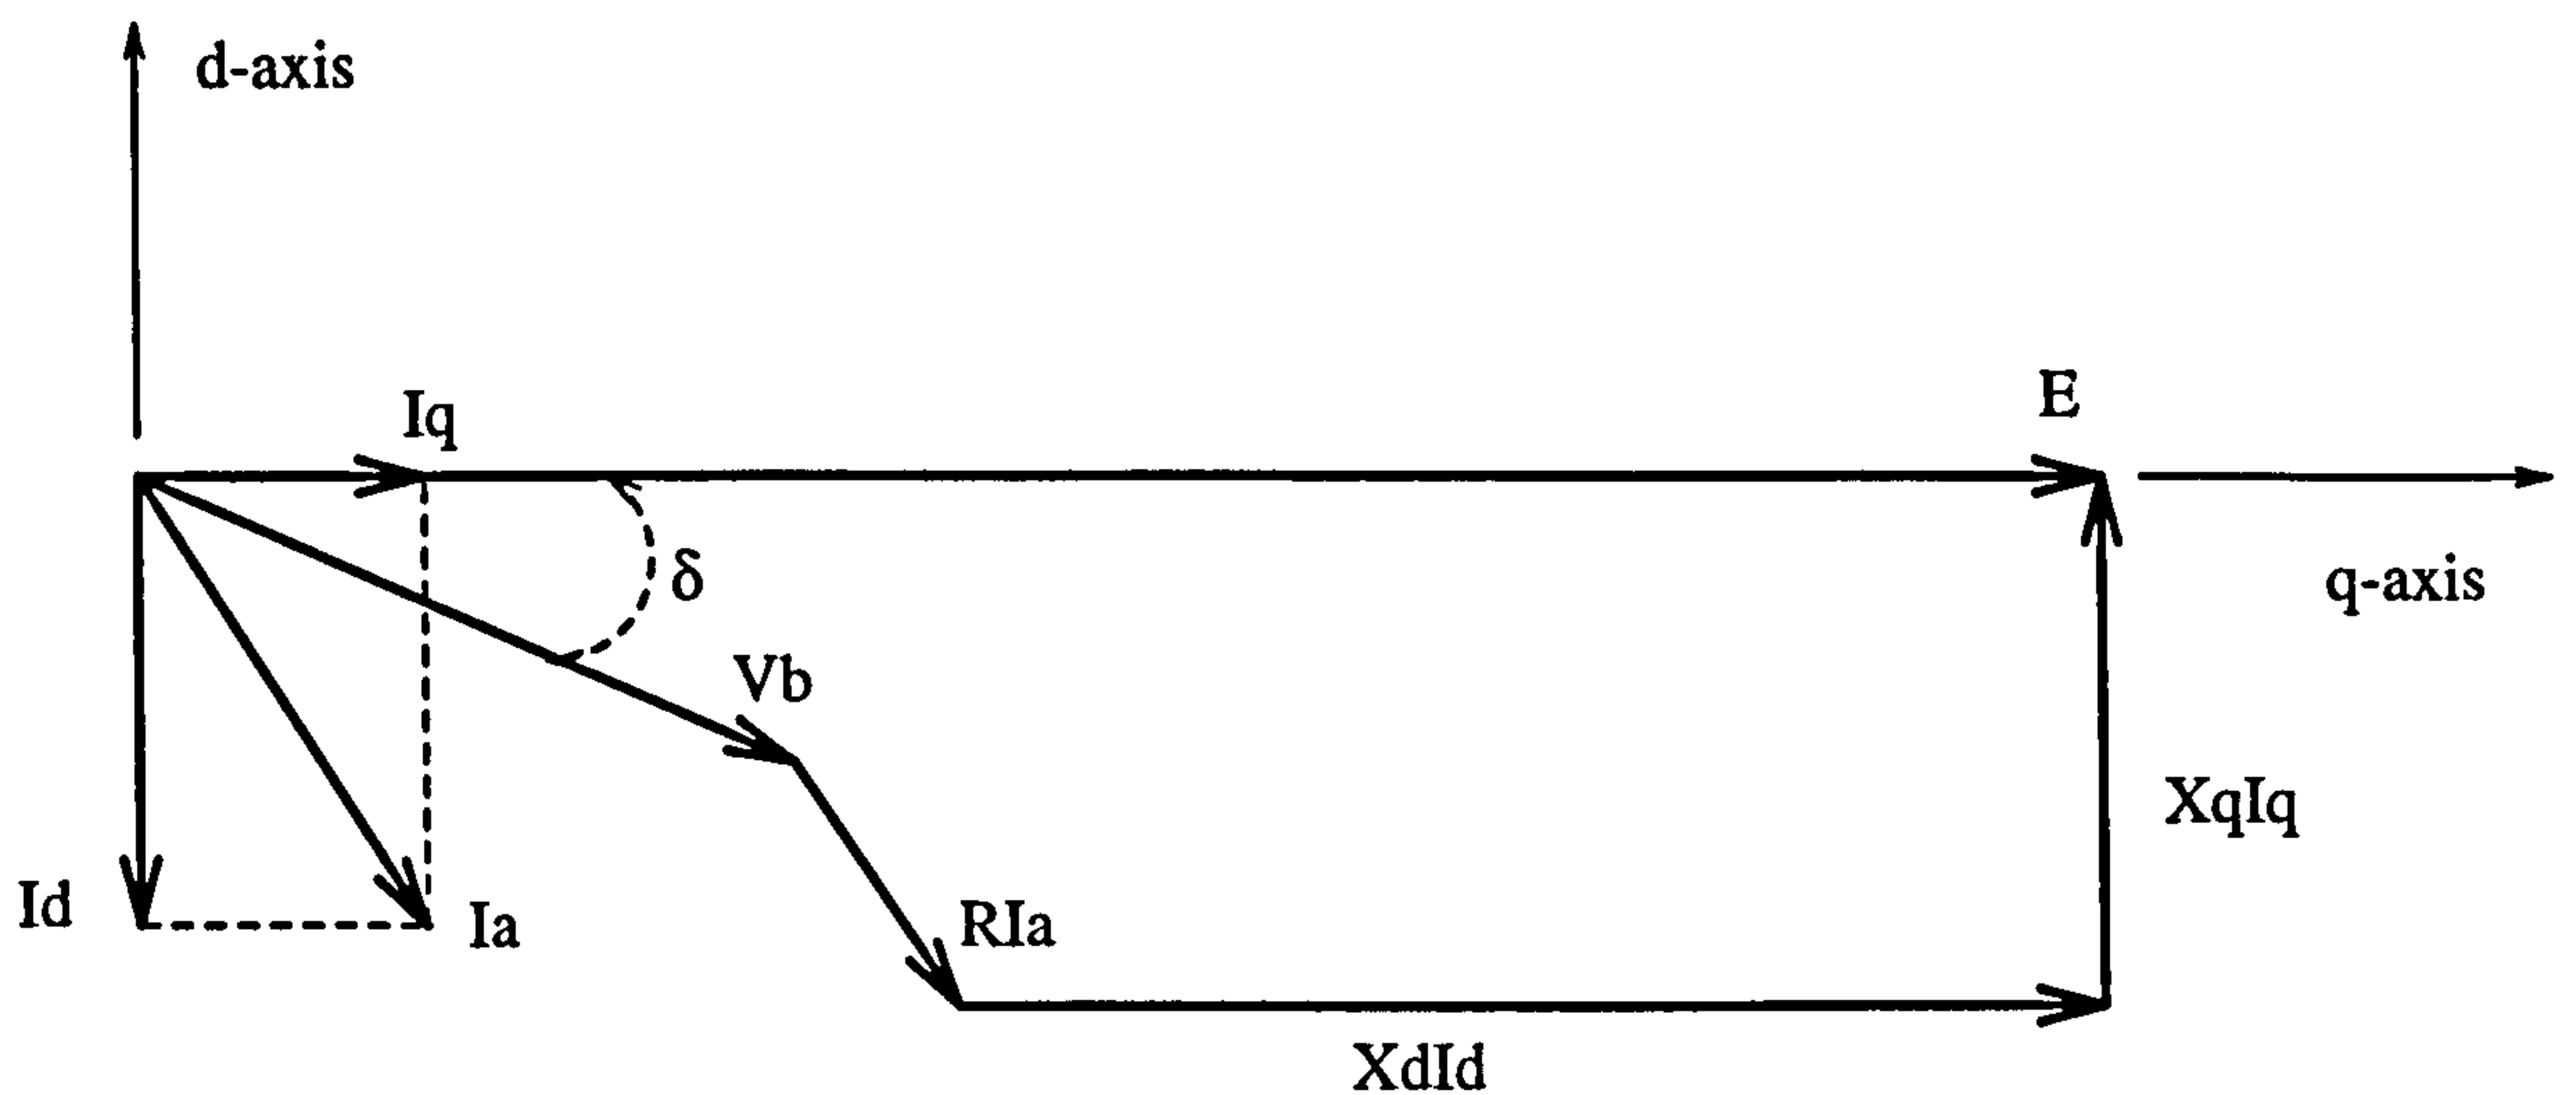 d-axis
Iq
E
δ
q-axis
Vb
XqIq
Id
Ia
RIa
XdId